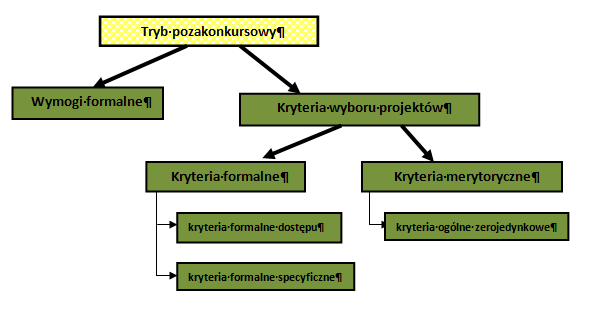 Tryb·pozakonkursowy¶
Wymogi·formalne¶
Kryteria·wyboru·projektów¶
Kryteria·formalne¶
Kryteria·merytoryczne¶
kryteria·formalne·dostępu¶
kryteria·ogólne·zerojedynkowe¶
kryteria·formalne·specyficzne¶